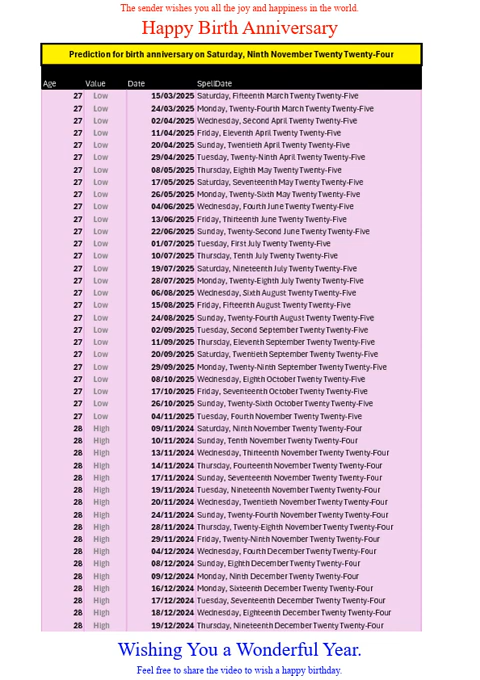 The sender wishes you all the joy and happiness in the world.
Happy Birth Anniversary
Prediction for birth anniversary on Saturday, Ninth November Twenty Twenty-Four
Age Value Date SpellDate
27 Low 15/03/2025 Saturday, Fifteenth March Twenty Twenty-Five
27 Low 24/03/2025 Monday, Twenty-Fourth March Twenty Twenty-Five
27 Low 02/04/2025 Wednesday, Second April Twenty Twenty-Five
27 Low 11/04/2025 Friday, Eleventh April Twenty Twenty-Five
27 Low 20/04/2025 Sunday, Twentieth April Twenty Twenty-Five
27 Low 29/04/2025 Tuesday, Twenty-Ninth April Twenty Twenty-Five
27 Low 08/05/2025 Thursday, Eighth May Twenty Twenty-Five
27 Low 17/05/2025 Saturday, Seventeenth May Twenty Twenty-Five
27 Low 26/05/2025 Monday, Twenty-Sixth May Twenty Twenty-Five
27 Low 04/06/2025 Wednesday, Fourth June Twenty Twenty-Five
27 Low 13/06/2025 Friday, Thirteenth June Twenty Twenty-Five
27 Low 22/06/2025 Sunday, Twenty-Second June Twenty Twenty-Five
27 Low 01/07/2025 Tuesday, First July Twenty Twenty-Five
27 Low 10/07/2025 Thursday, Tenth July Twenty Twenty-Five
27 Low 19/07/2025 Saturday, Nineteenth July Twenty Twenty-Five
27 Low 28/07/2025 Monday, Twenty-Eighth July Twenty Twenty-Five
27 Low 06/08/2025 Wednesday, Sixth August Twenty Twenty-Five
27 Low 15/08/2025 Friday, Fifteenth August Twenty Twenty-Five
27 Low 24/08/2025 Sunday, Twenty-Fourth August Twenty Twenty-Five
27 Low 02/09/2025 Tuesday, Second September Twenty Twenty-Five
27 Low 11/09/2025 Thursday, Eleventh September Twenty Twenty-Five
27 Low 20/09/2025 Saturday, Twentieth September Twenty Twenty-Five
27 Low 29/09/2025 Monday, Twenty-Ninth September Twenty Twenty-Five
27 Low 08/10/2025 Wednesday, Eighth October Twenty Twenty-Five
27 Low 17/10/2025 Friday, Seventeenth October Twenty Twenty-Five
27 Low 26/10/2025 Sunday, Twenty-Sixth October Twenty Twenty-Five
27 Low 04/11/2025 Tuesday, Fourth November Twenty Twenty-Five
28 High 09/11/2024 Saturday, Ninth November Twenty Twenty-Four
28 High 10/11/2024 Sunday, Tenth November Twenty Twenty-Four
28 High 13/11/2024 Wednesday, Thirteenth November Twenty Twenty-Four
28 High 14/11/2024 Thursday, Fourteenth November Twenty Twenty-Four
28 High 17/11/2024 Sunday, Seventeenth November Twenty Twenty-Four
28 High 19/11/2024 Tuesday, Nineteenth November Twenty Twenty-Four
28 High 20/11/2024 Wednesday, Twentieth November Twenty Twenty-Four
28 High 24/11/2024 Sunday, Twenty-Fourth November Twenty Twenty-Four
28 High 28/11/2024 Thursday, Twenty-Eighth November Twenty Twenty-Four
28 High 29/11/2024 Friday, Twenty-Ninth November Twenty Twenty-Four
28 High 04/12/2024 Wednesday, Fourth December Twenty Twenty-Four
28 High 08/12/2024 Sunday, Eighth December Twenty Twenty-Four
28 High 09/12/2024 Monday, Ninth December Twenty Twenty-Four
28 High 16/12/2024 Monday, Sixteenth December Twenty Twenty-Four
28 High 17/12/2024 Tuesday, Seventeenth December Twenty Twenty-Four
28 High 18/12/2024 Wednesday, Eighteenth December Twenty Twenty-Four
28 High 19/12/2024 Thursday, Nineteenth December Twenty Twenty-Four
Wishing You a Wonderful Year.
Feel free to share the video to wish a happy birthday.